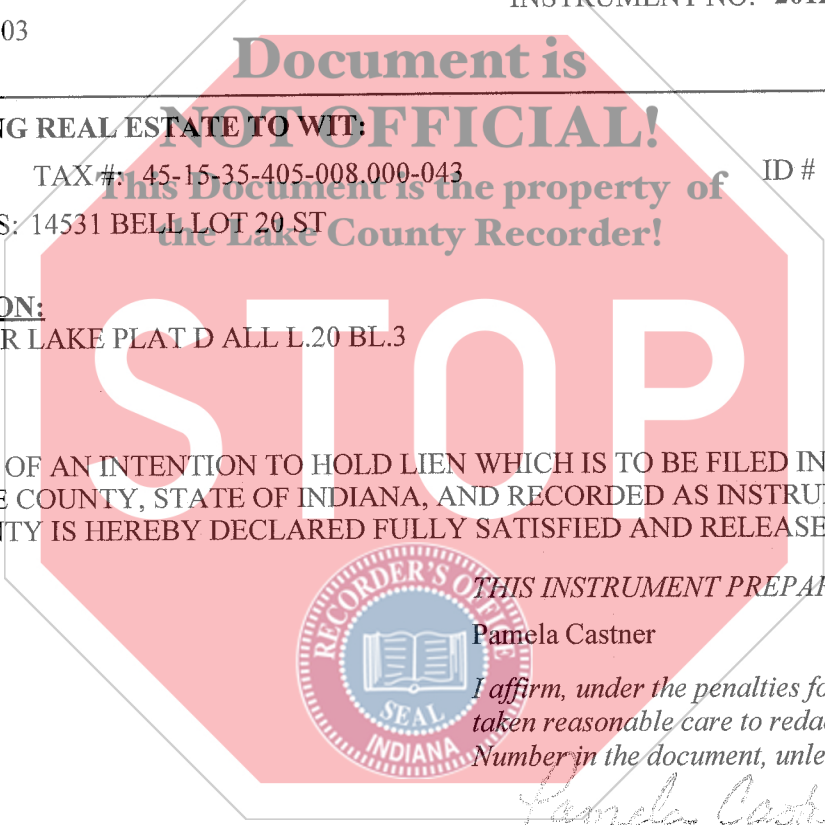 INSTRUMENT NO. 2012
03
Document is
NOT OFFICIAL!
NG REAL ESTATE TO WIT:
TAX #: 45-15-35-405-008.000-043 ID #
This Document is the property of
S: 14531 BELL LOT 20 ST
the Lake County Recorder!
ON:
R LAKE PLAT D ALL L.20 BL.3
STOP
OF AN INTENTION TO HOLD LIEN WHICH IS TO BE FILED IN
E COUNTY, STATE OF INDIANA, AND RECORDED AS INSTRU
NTY IS HEREBY DECLARED FULLY SATISFIED AND RELEASE
RECORDER'S OFFICE
SEAL
INDIANA
THIS INSTRUMENT PREPAR
Pamela Castner
I affirm, under the penalties fo
taken reasonable care to redac
Number in the document, unle
Pamela Cast